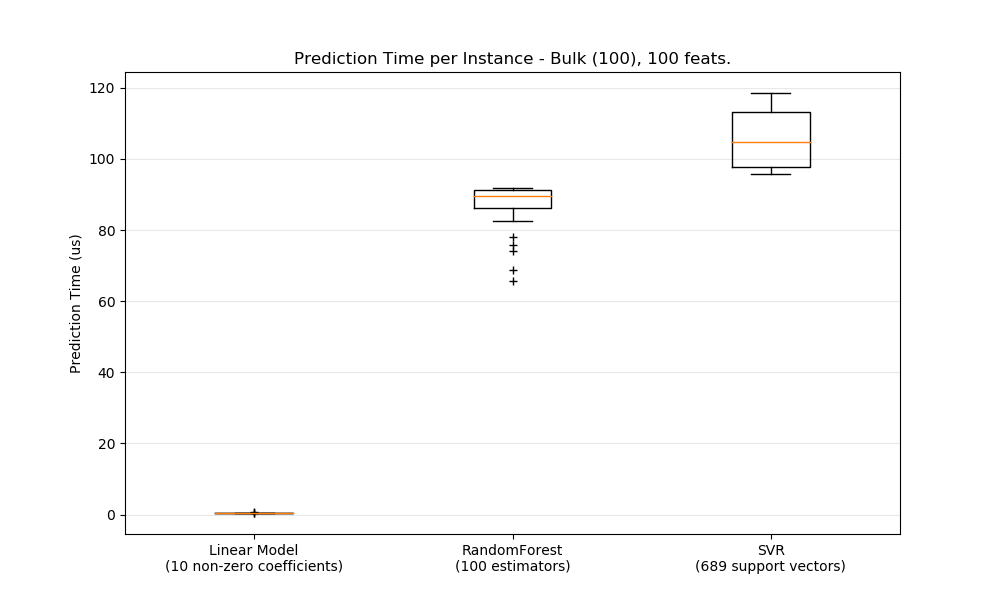 Prediction Time per Instance - Bulk (100), 100 feats.
120
100
80
60
40
20
0
Prediction Time (us)
Linear Model
(10 non-zero coefficients)
RandomForest
(100 estimators)
SVR
(689 support vectors)